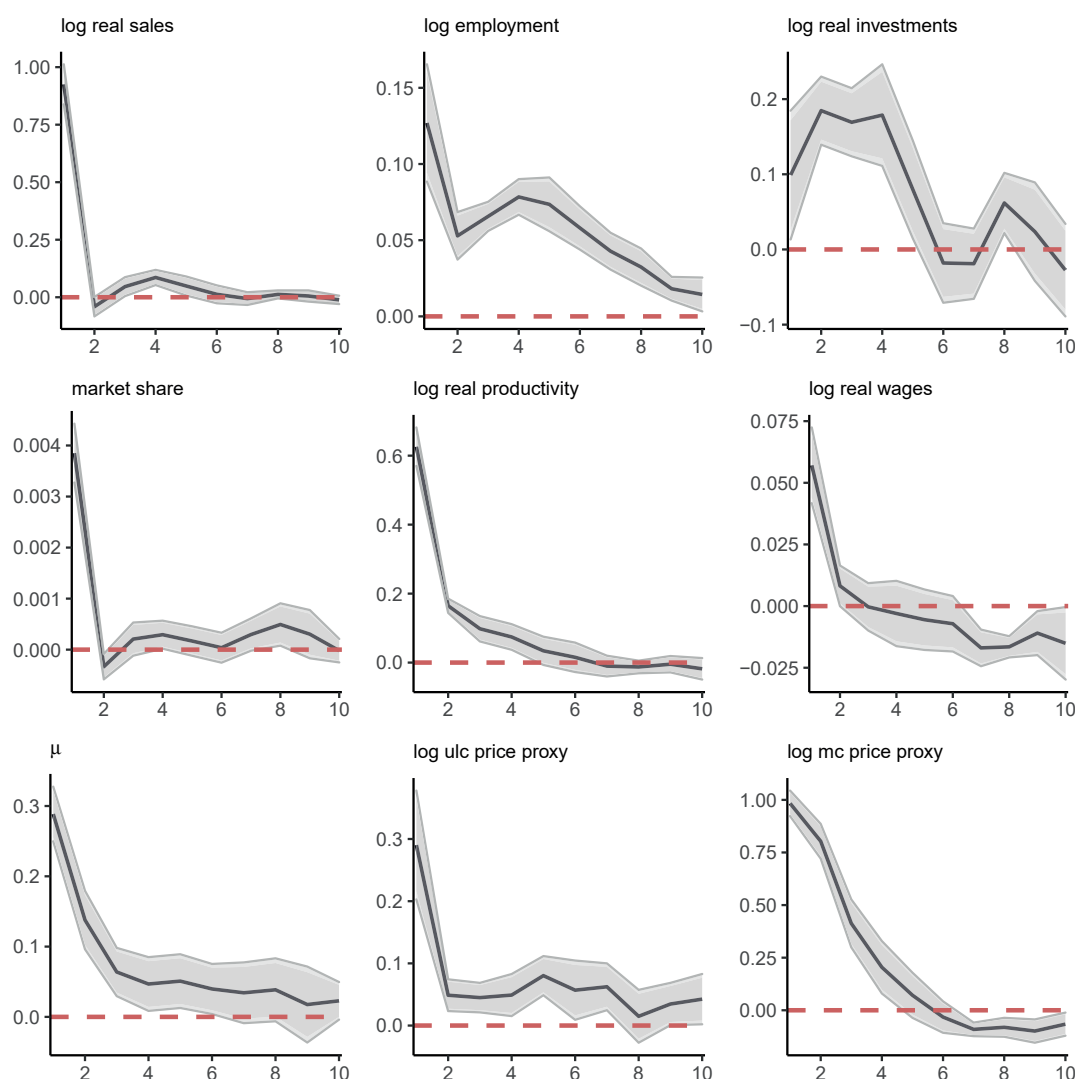 log real sales
log employment
log real investments
1.00
0.75
0.50
0.25
0.00
2 4 6 8 10
0.15
0.10
0.05
0.00
2 4 6 8 10
0.2
0.1
0.0
−0.1
2 4 6 8 10
market share
log real productivity
log real wages
0.004
0.003
0.002
0.001
0.000
2 4 6 8 10
0.6
0.4
0.2
0.0
2 4 6 8 10
0.075
0.050
0.025
0.000
−0.025
2 4 6 8 10
μ
log ulc price proxy
log mc price proxy
0.3
0.2
0.1
0.0
2 4 6 8 10
0.3
0.2
0.1
0.0
2 4 6 8 10
1.00
0.75
0.50
0.25
0.00
2 4 6 8 10